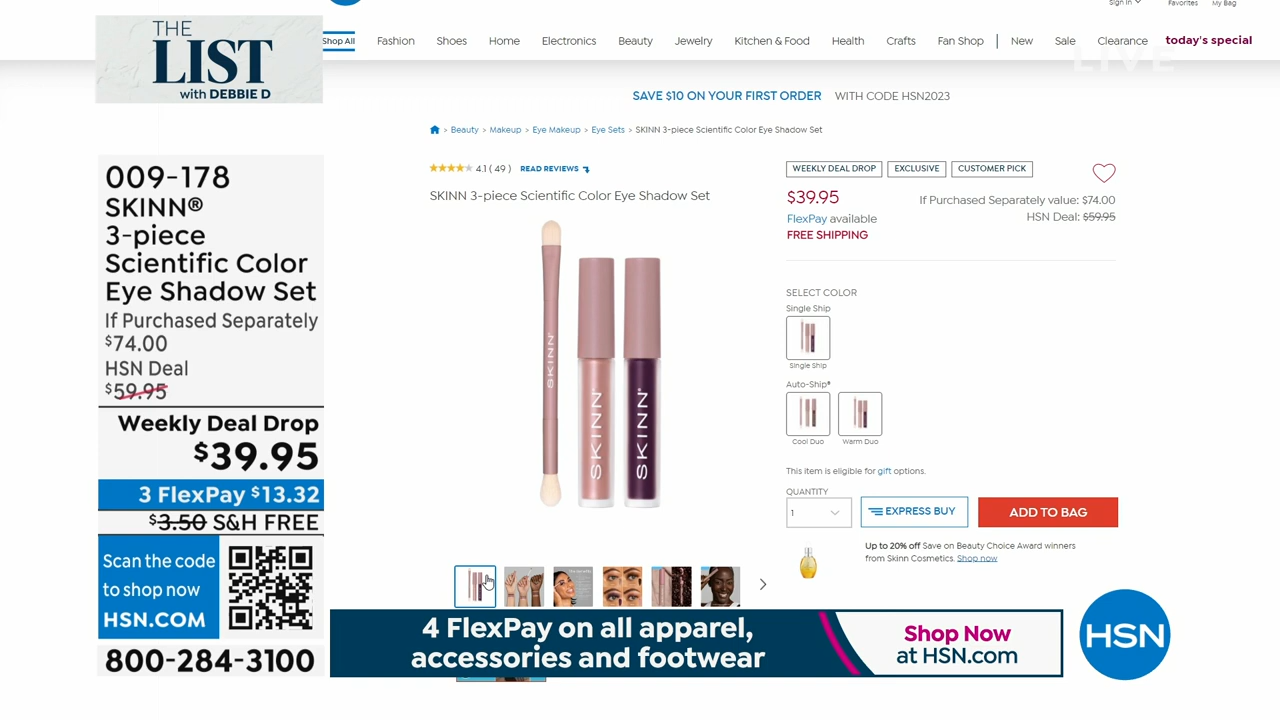 THE
LIST
with DEBBIE D
009-178
SKINN®
3-piece
Scientific Color
Eye Shadow Set
If Purchased Separately
$74.00
HSN Deal
$59.95
Weekly Deal Drop
$39.95
3 FlexPay $13.32
$3.50 S&H FREE
Scan the code
to shop now
HSN.COM
800-284-3100
Sign In
Favorites
My Bag
Shop All
Fashion
Shoes
Home
Electronics
Beauty
Jewelry
Kitchen & Food
Health
Crafts
Fan Shop
New
Sale
Clearance
today's special
LIVE
SAVE $10 ON YOUR FIRST ORDER WITH CODE HSN2023
Beauty > Makeup > Eye Makeup > Eye Sets > SKINN 3-piece Scientific Color Eye Shadow Set
4.1 ( 49 ) READ REVIEWS
SKINN 3-piece Scientific Color Eye Shadow Set
SKINN
SKINN
SKINN
WEEKLY DEAL DROP
EXCLUSIVE
CUSTOMER PICK
$39.95
If Purchased Separately value: $74.00
FlexPay available
HSN Deal: $59.95
FREE SHIPPING
SELECT COLOR
Single Ship
Single Ship
Auto-Ship®
Cool Duo
Warm Duo
This item is eligible for gift options.
QUANTITY
1
EXPRESS BUY
ADD TO BAG
Up to 20% off Save on Beauty Choice Award winners
from Skinn Cosmetics. Shop now
4 FlexPay on all apparel,
accessories and footwear
Shop Now
at HSN.com
HSN